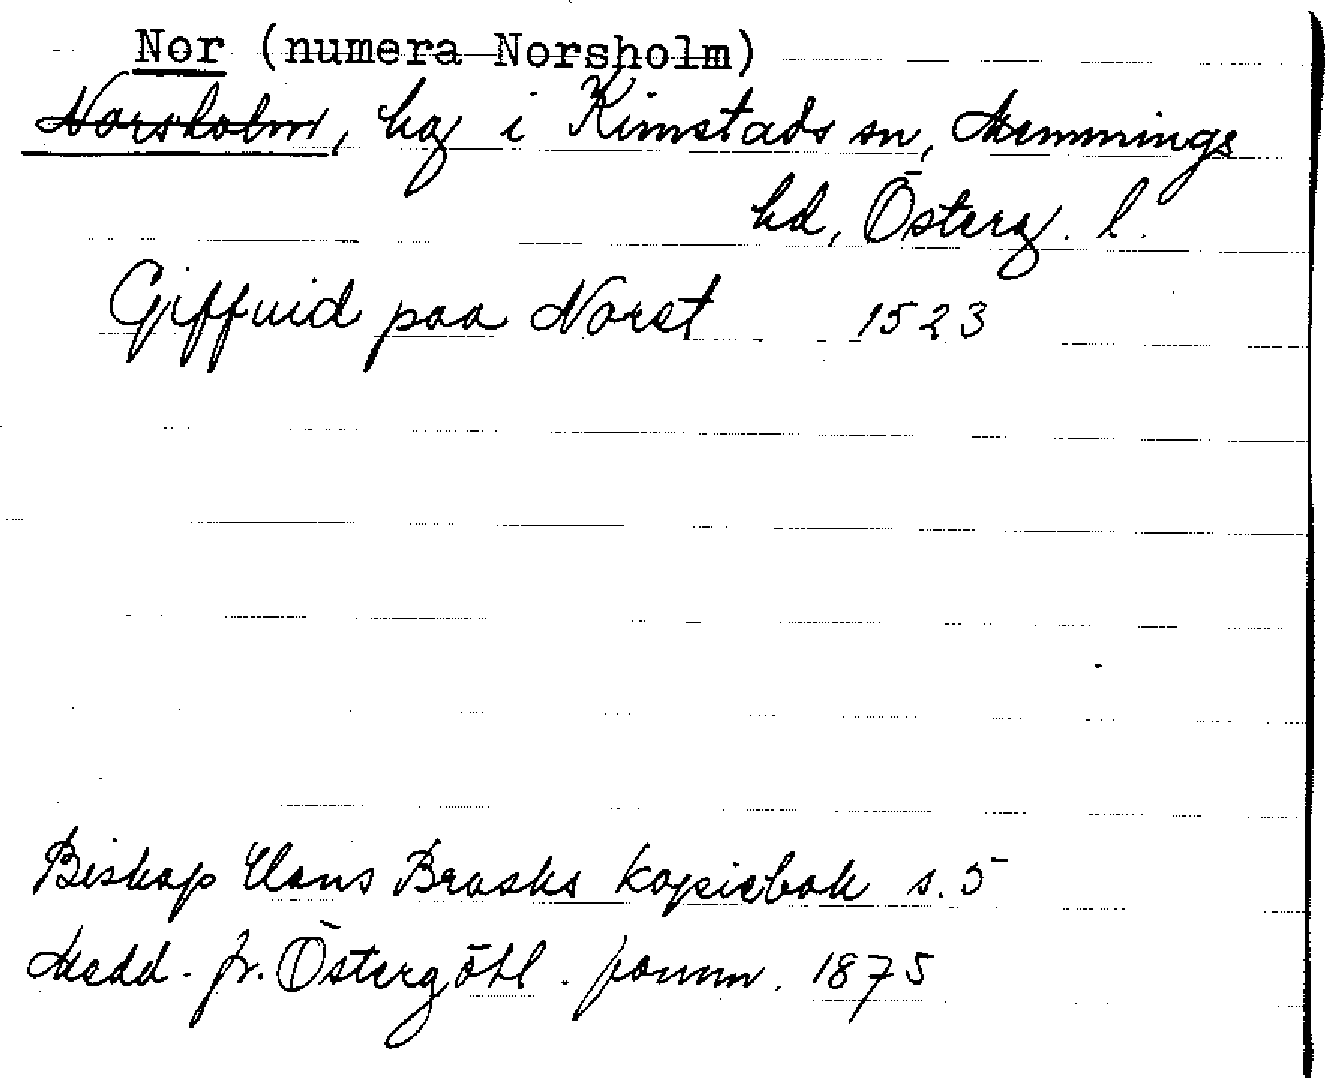 Nor (numera Norsholm)
Norsholm, hg i Kimstads sn, Memmings
hd, Österg. l.
Giffuid paa Norst 1523
Biskop Hans Brasks kopiebok s. 5
Medd. fr. Östergötl. fornm. 1875